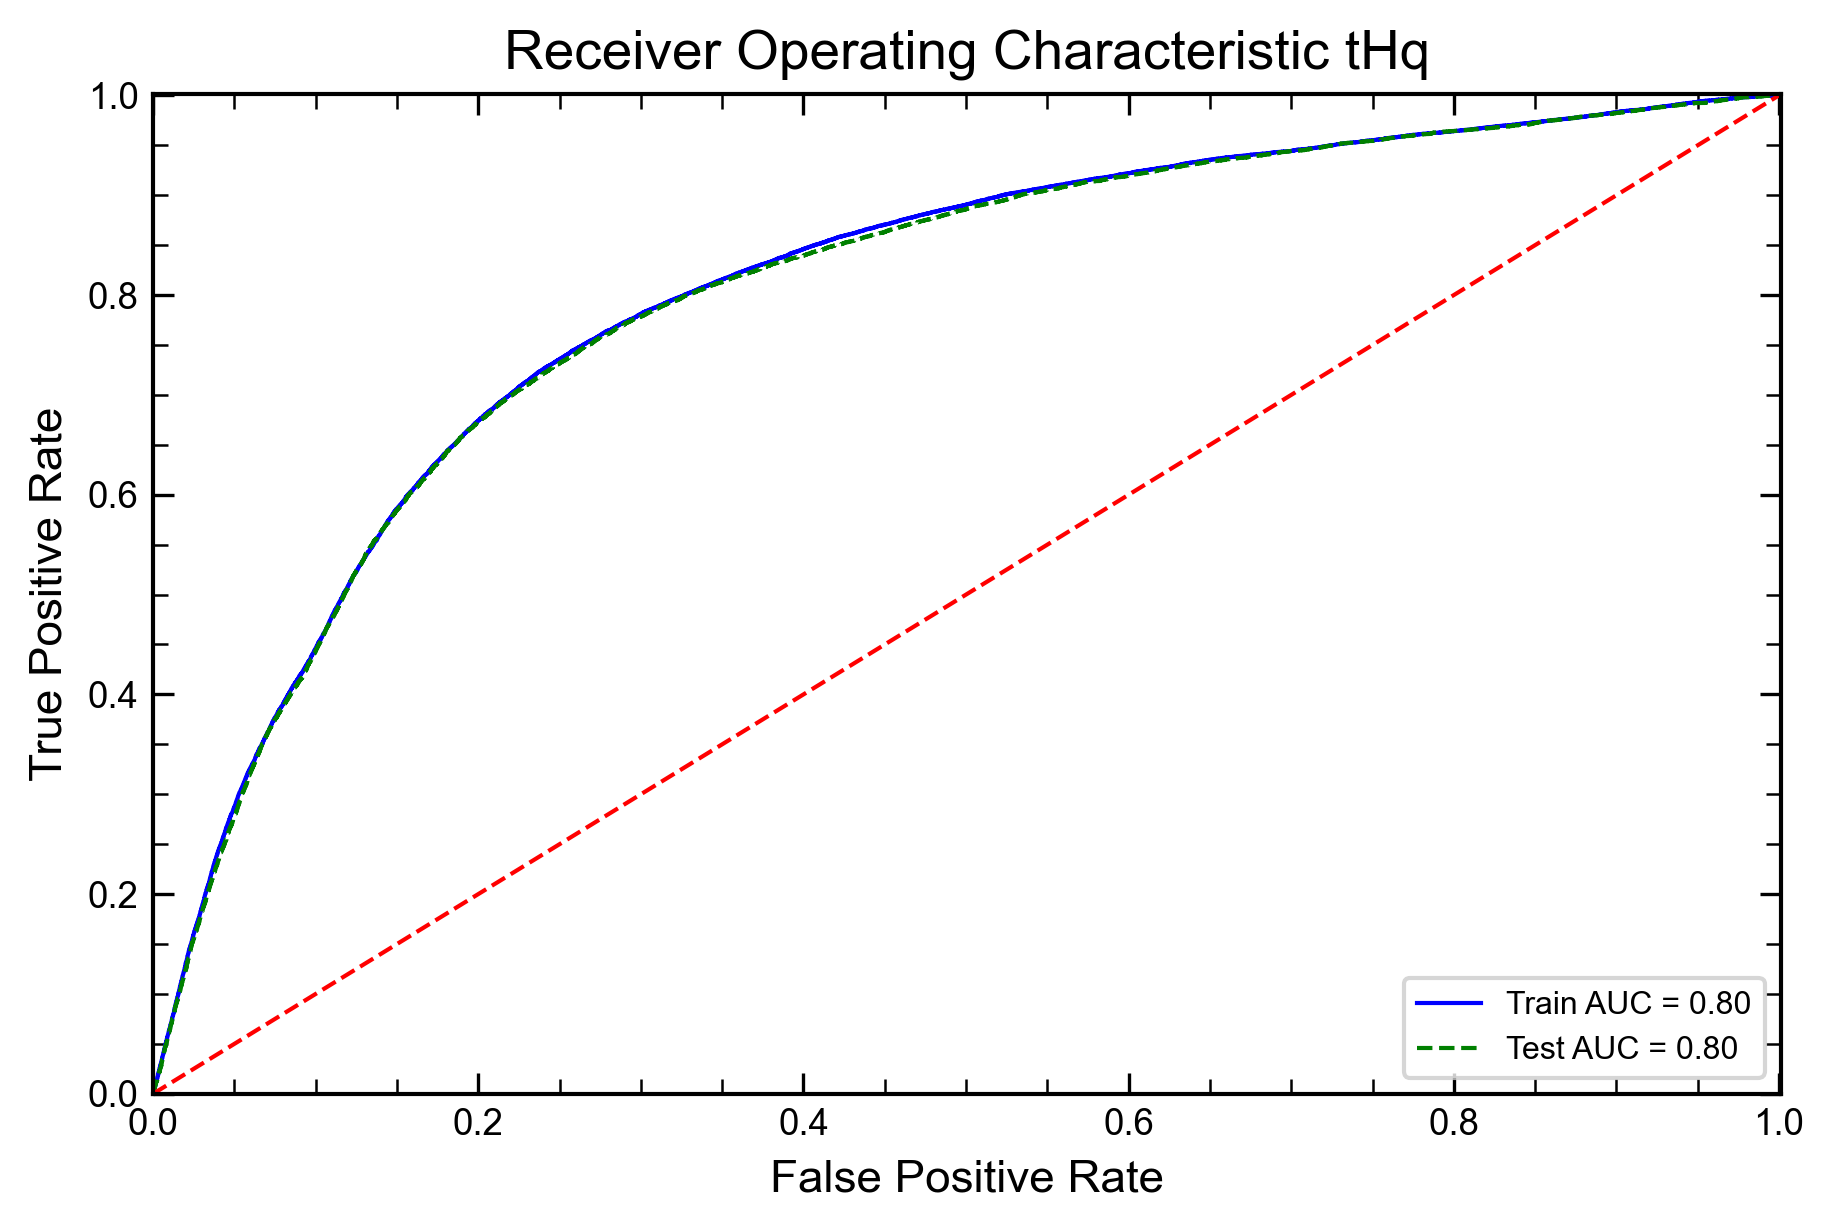 Receiver Operating Characteristic tHq
1.0
0.8
0.6
0.4
0.2
0.0
True Positive Rate
0.0 0.2 0.4 0.6 0.8 1.0
False Positive Rate
Train AUC = 0.80
Test AUC = 0.80